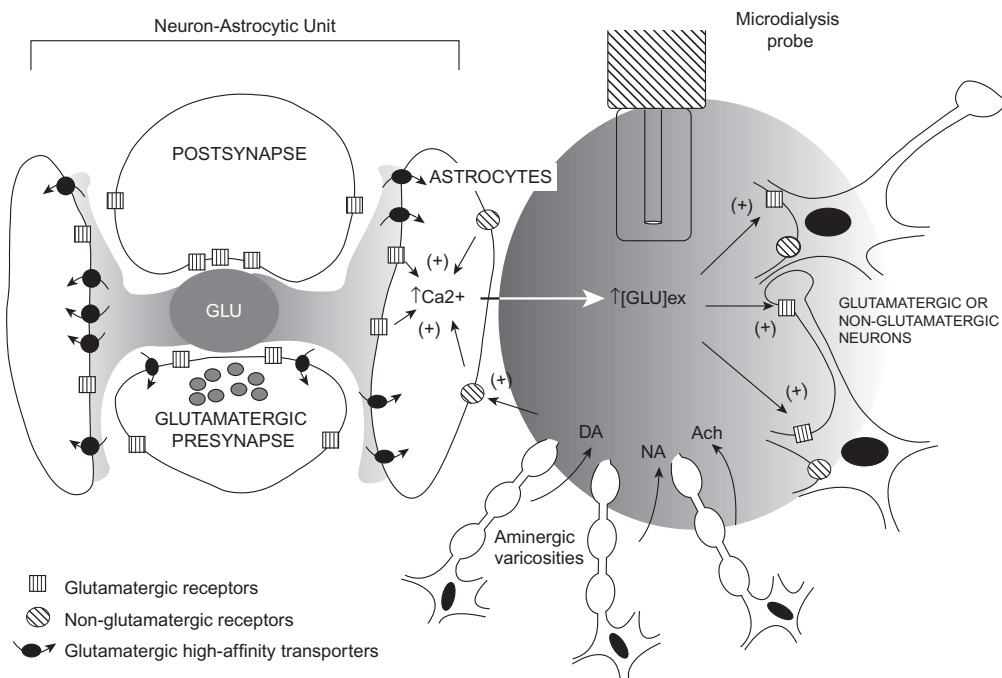 Neuron-Astrocytic Unit
Microdialysis
probe
POSTSYNAPSE
ASTROCYTES
(+)
(+)
↑Ca2+
(+)
GLU
↑[GLU]ex
(+)
GLUTAMATERGIC OR
NON-GLUTAMATERGIC
NEURONS
(+)
(+)
GLUTAMATERGIC
PRESYNAPSE
DA
NA
Ach
Aminergic
varicosities
Glutamatergic receptors
Non-glutamatergic receptors
Glutamatergic high-affinity transporters